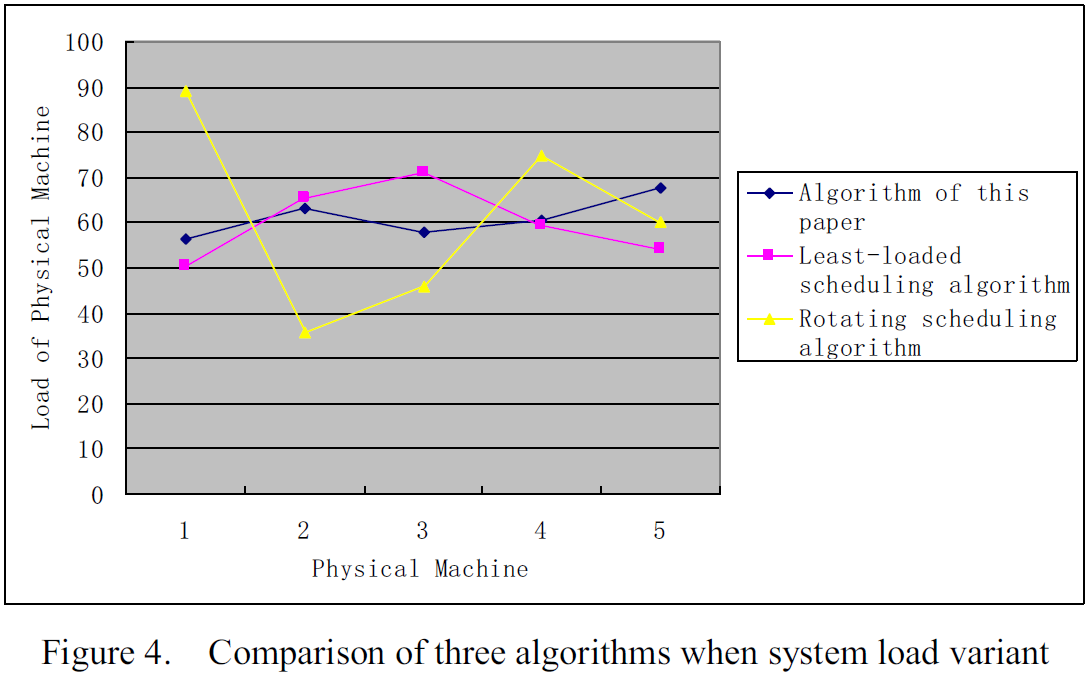 Load of Physical Machine
100
90
80
70
60
50
40
30
20
10
0
1 2 3 4 5
Physical Machine
Algorithm of this
paper
Least-loaded
scheduling algorithm
Rotating scheduling
algorithm
Figure 4. Comparison of three algorithms when system load variant